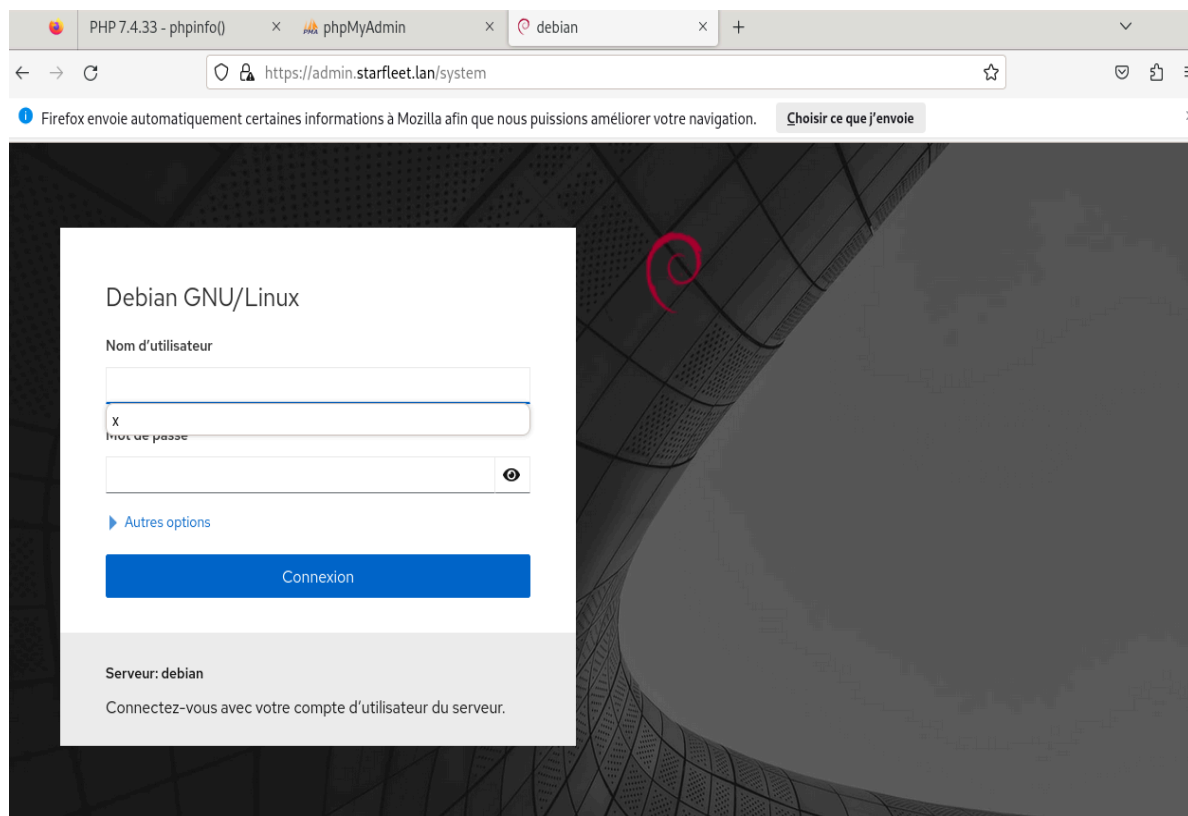 PHP 7.4.33 - phpinfo() × phpMyAdmin × debian × +
https://admin.starfleet.lan/system
Firefox envoie automatiquement certaines informations à Mozilla afin que nous puissions améliorer votre navigation. Choisir ce que j'envoie
Debian GNU/Linux
Nom d'utilisateur
x
Mot de passe
Autres options
Connexion
Serveur: debian
Connectez-vous avec votre compte d'utilisateur du serveur.